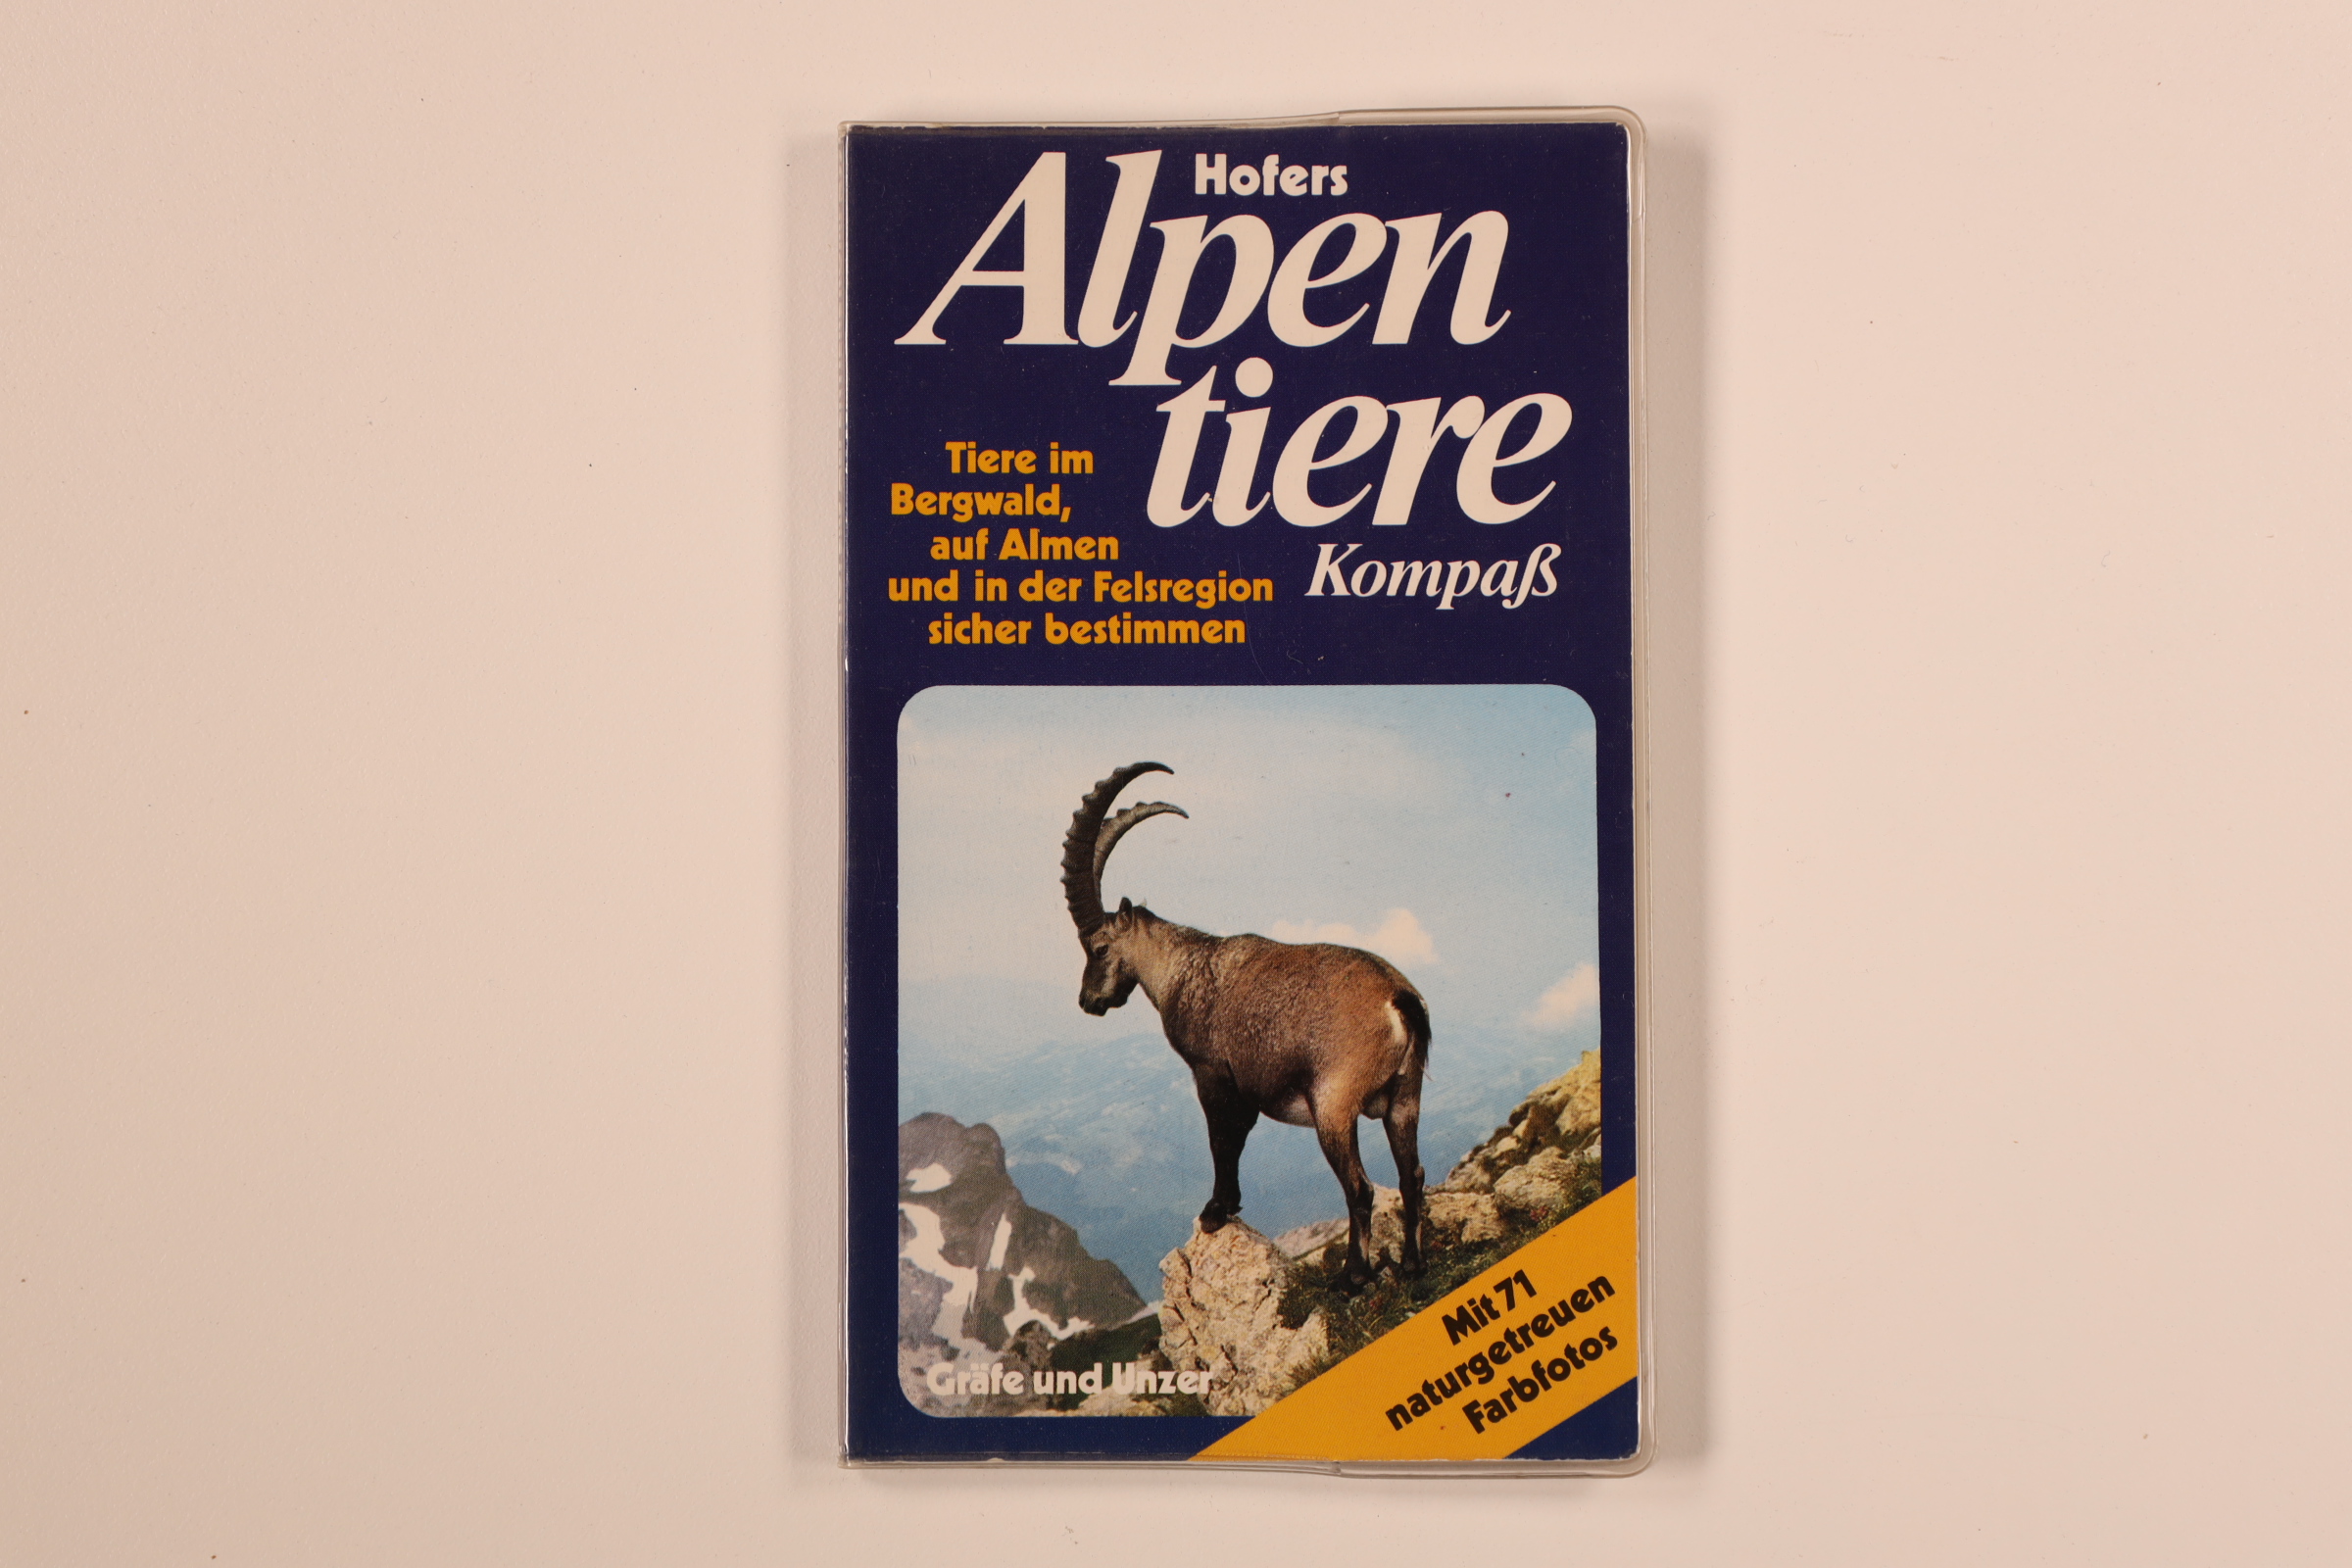 Hofers
Alpen
tiere
Kompaß
Tiere im
Bergwald,
auf Almen
und in der Felsregion
sicher bestimmen
Gräfe und Unzer
Mit 71
naturgetreuen
Farbfotos